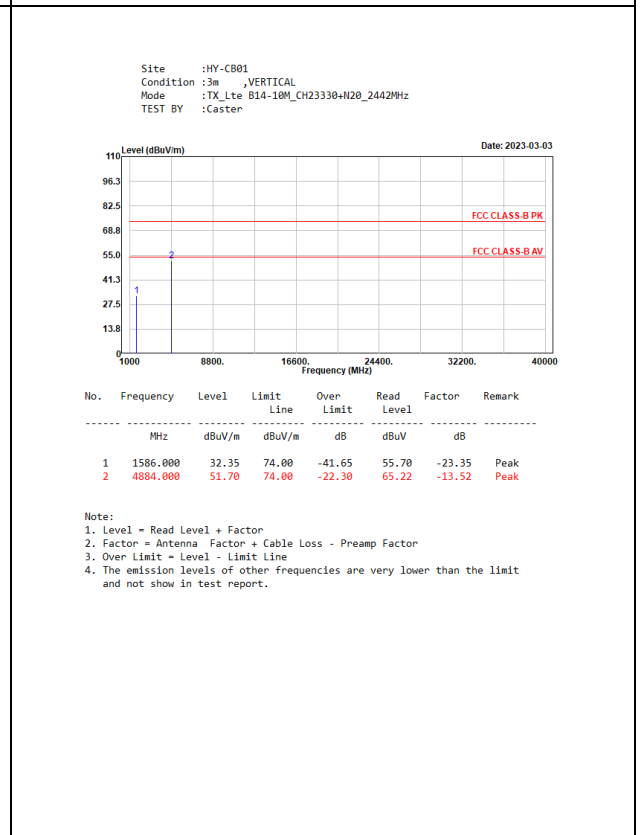 Site :HY-CB01
Condition :3m ,VERTICAL
Mode :TX_Lte B14-10M_CH23330+N20_2442MHz
TEST BY :Caster
Level (dBuV/m) Date: 2023-03-03
110
96.3
82.5
FCC CLASS-B PK
68.8
FCC CLASS-B AV
55.0
2
41.3
1
27.5
13.8
0
1000 8800. 16600. 24400. 32200. 40000
Frequency (MHz)
No. Frequency Level Limit Over Read Factor Remark
Line Limit Level
------ ----------- -------- --------- --------- --------- -------- ---------
MHz dBuV/m dBuV/m dB dBuV dB
1 1586.000 32.35 74.00 -41.65 55.70 -23.35 Peak
2 4884.000 51.70 74.00 -22.30 65.22 -13.52 Peak
Note:
1. Level = Read Level + Factor
2. Factor = Antenna Factor + Cable Loss - Preamp Factor
3. Over Limit = Level - Limit Line
4. The emission levels of other frequencies are very lower than the limit
and not show in test report.